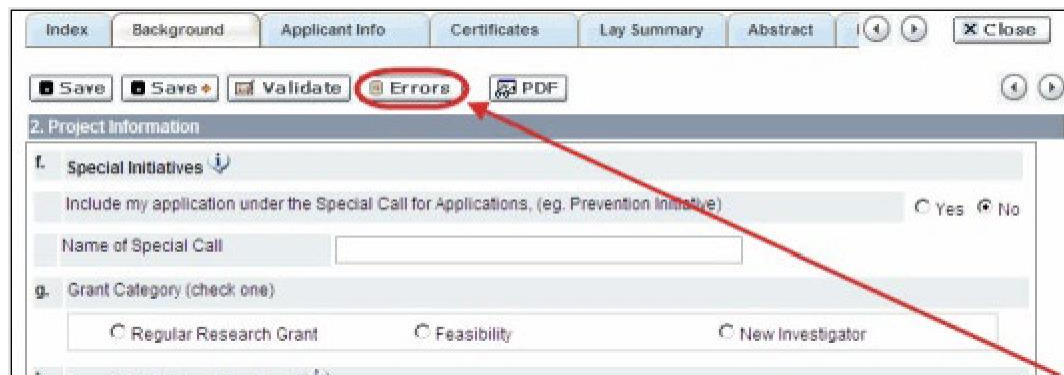 Index Background Applicant Info Certificates Lay Summary Abstract Close
Save Save Validate Errors PDF
2. Project Information
f. Special Initiatives
Include my application under the Special Call for Applications, (eg. Prevention Initiative) Yes No
Name of Special Call
g. Grant Category (check one)
Regular Research Grant Feasibility New Investigator